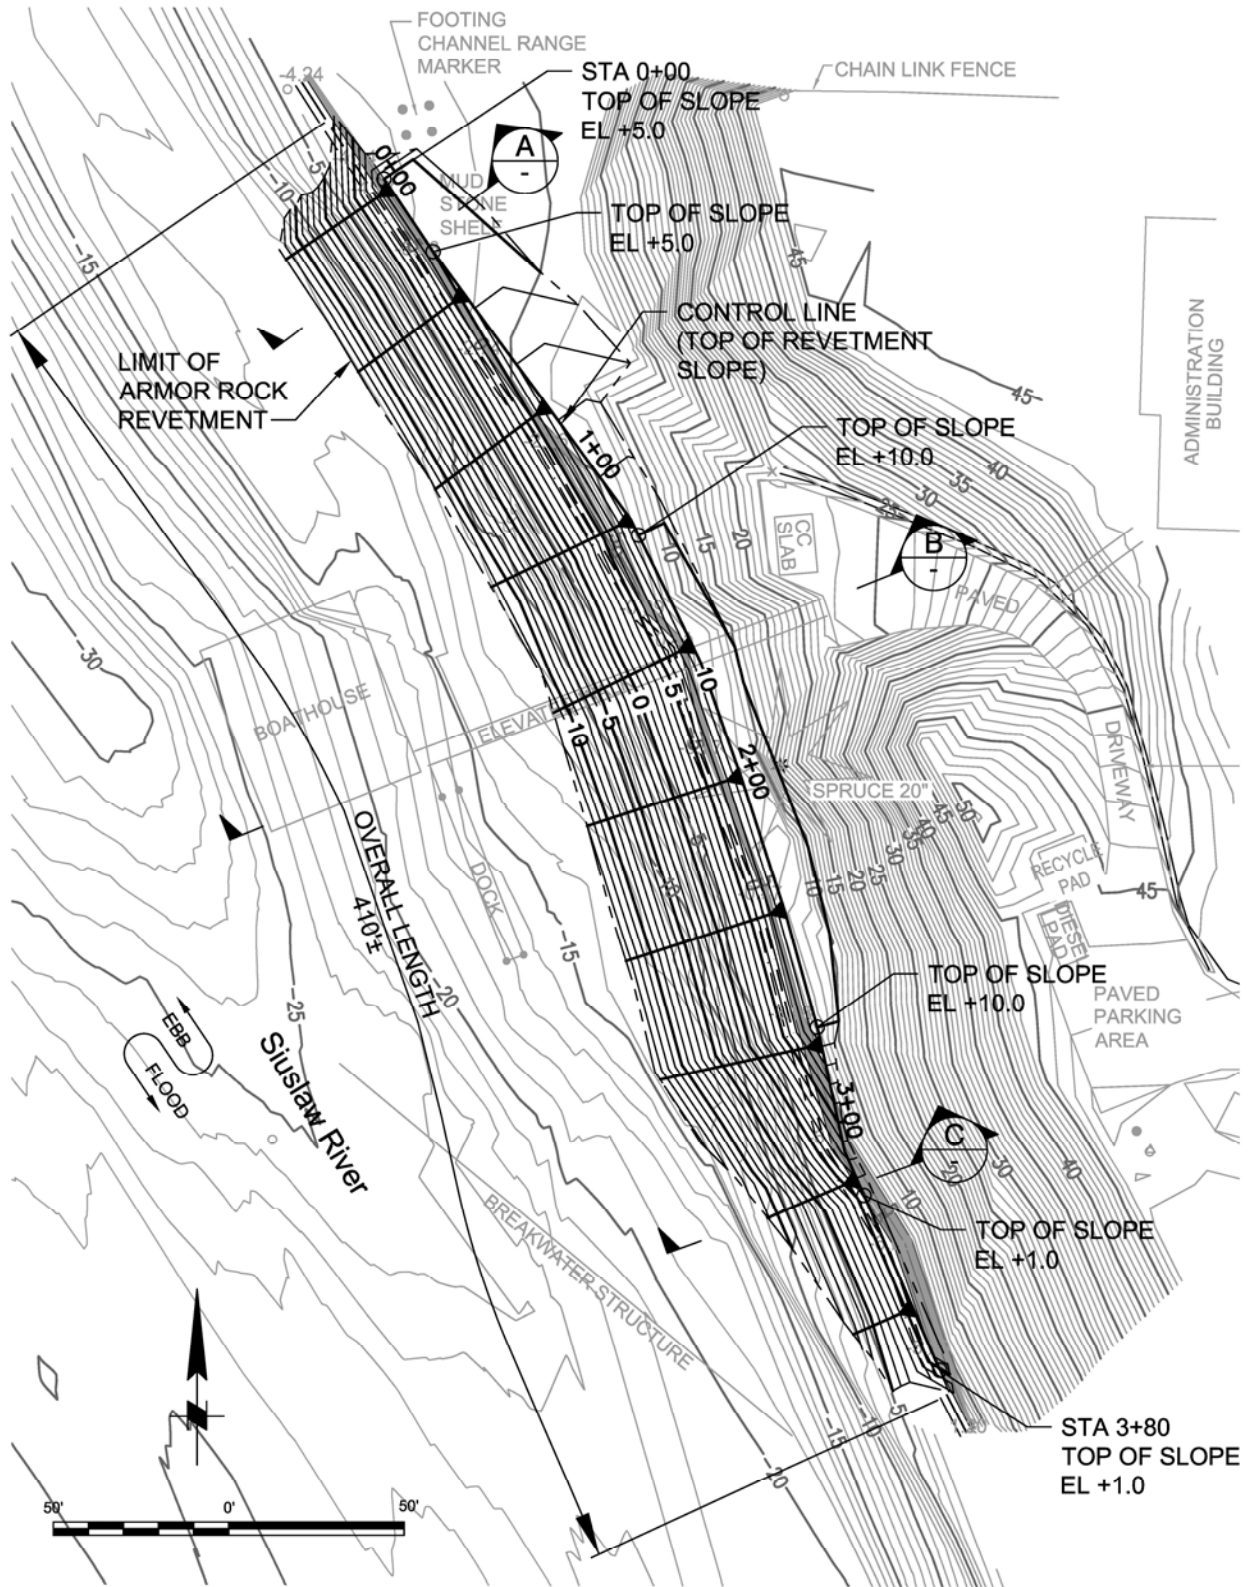 FOOTING
CHANNEL RANGE
MARKER
-4.24
STA 0+00
TOP OF SLOPE
EL +5.0
CHAIN LINK FENCE
-5
-10
-15
0+00
A
-
MUD
STONE
SHELF
TOP OF SLOPE
EL +5.0
45
CONTROL LINE
(TOP OF REVETMENT
SLOPE)
LIMIT OF
ARMOR ROCK
REVETMENT
ADMINISTRATION
BUILDING
45
1+00
TOP OF SLOPE
EL +10.0
40
35
30
25
10
15
20
CC
SLAB
B
-
PAVED
-30
BOATHOUSE
ELEVAT
-10
-5
0
5
10
DRIVEWAY
2+00
SPRUCE 20"
50
45
40
35
30
25
20
15
10
RECYCLE
PAD
45
DIESEL
PAD
OVERALL LENGTH
410'±
DOCK
-15
-20
-25
TOP OF SLOPE
EL +10.0
PAVED
PARKING
AREA
EBB
FLOOD
Siuslaw River
3+00
C
-
10
20
30
40
BREAKWATER STRUCTURE
TOP OF SLOPE
EL +1.0
5
-10
-15
-20
STA 3+80
TOP OF SLOPE
EL +1.0
50'
0'
50'